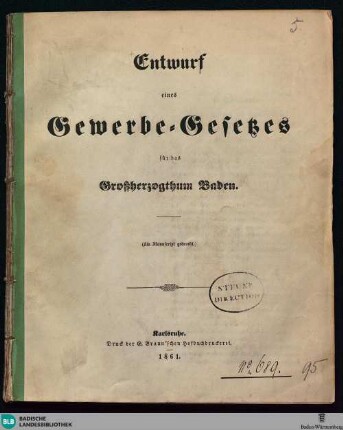 5
Entwurf
eines
Gewerbe-Gesetzes
für das
Großherzogthum Baden.
(Als Manuscript gedruckt.)
STEUER
DIRECTION
Karlsruhe.
Druck der G. Braun'schen Hofbuchdruckerei.
1861.
No. 689.
95
BLB BADISCHE
LANDESBIBLIOTHEK
Baden-Württemberg